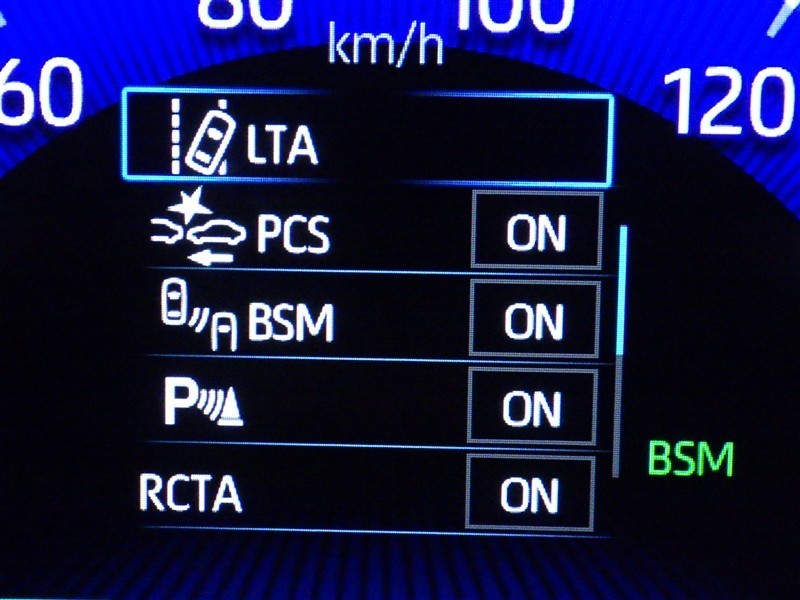 80 100
km/h
60 120
LTA
PCS ON
BSM ON
P ON
BSM
RCTA ON